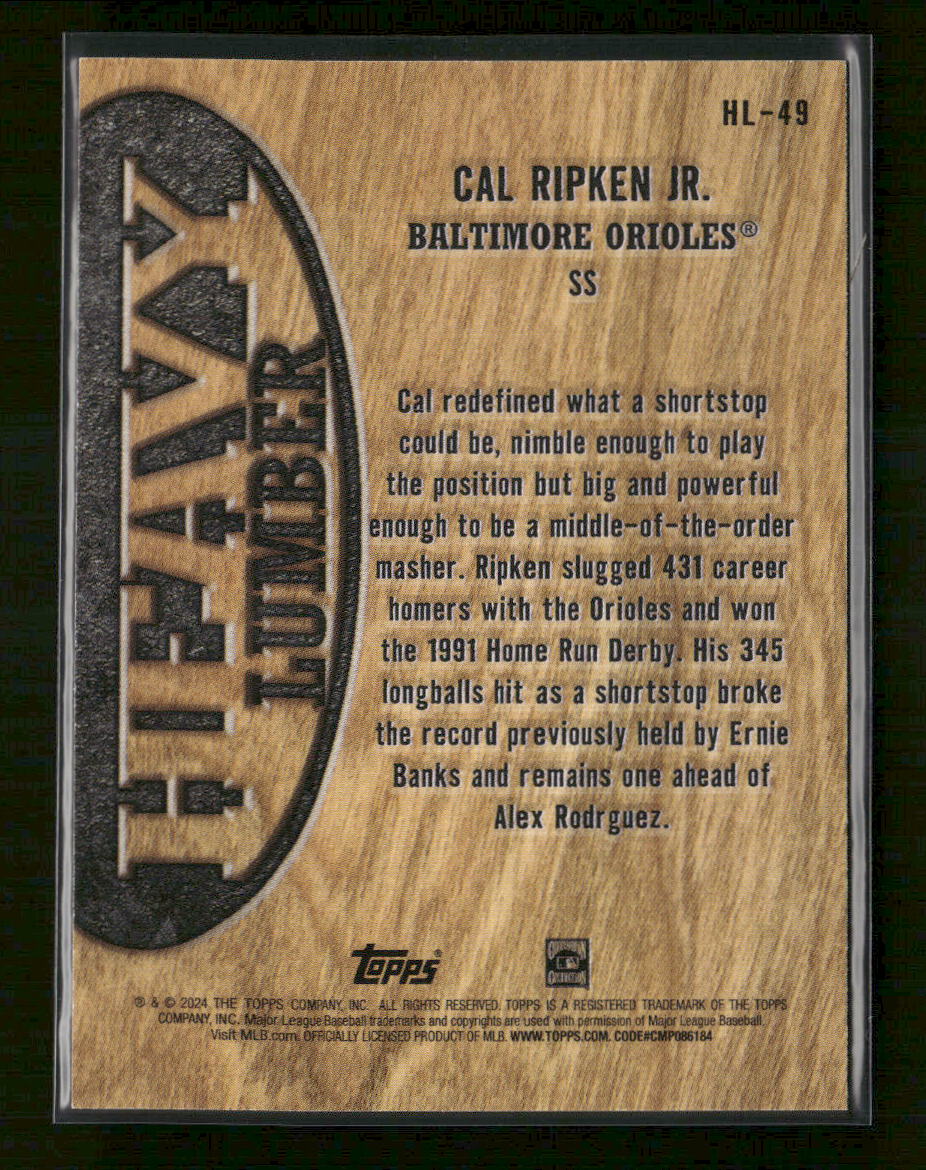 HL-49
CAL RIPKEN JR.
BALTIMORE ORIOLES®
SS
HEAVY
LUMBER
Cal redefined what a shortstop
could be, nimble enough to play
the position but big and powerful
enough to be a middle-of-the-order
masher. Ripken slugged 431 career
homers with the Orioles and won
the 1991 Home Run Derby. His 345
longballs hit as a shortstop broke
the record previously held by Ernie
Banks and remains one ahead of
Alex Rodrguez.
TOPPS®
COOPERSTOWN
COLLECTION
® & © 2024 THE TOPPS COMPANY, INC. ALL RIGHTS RESERVED. TOPPS IS A REGISTERED TRADEMARK OF THE TOPPS
COMPANY, INC. Major League Baseball trademarks and copyrights are used with permission of Major League Baseball.
Visit MLB.com. OFFICIALLY LICENSED PRODUCT OF MLB. WWW.TOPPS.COM. CODE#CMP086184